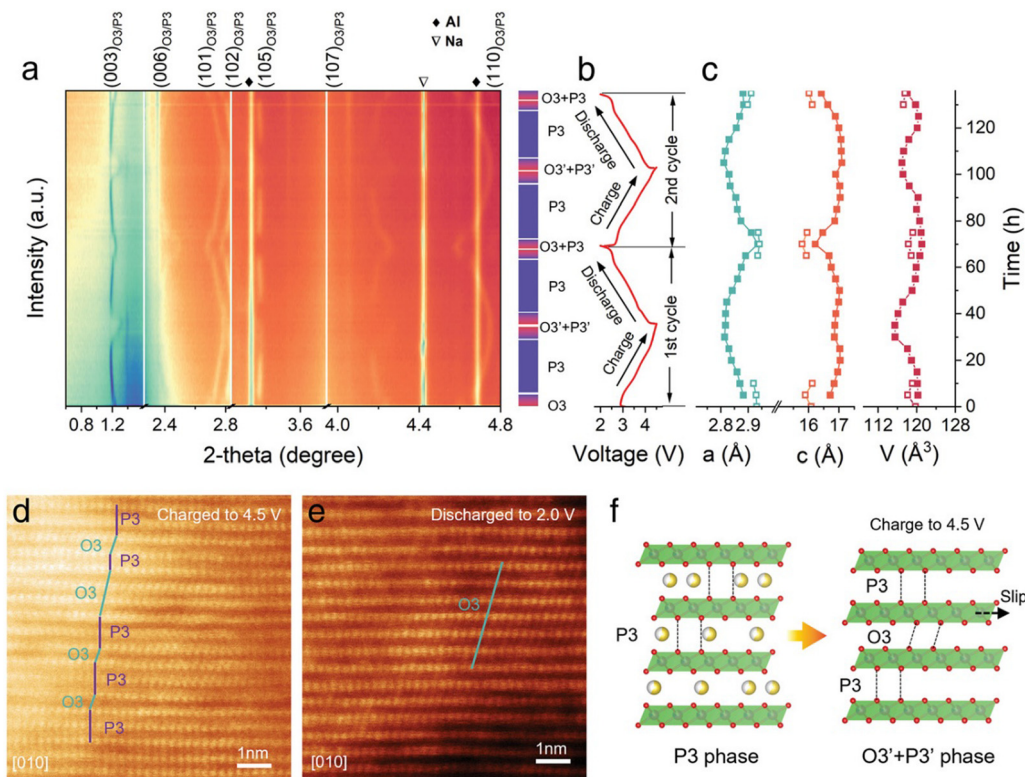 ♦ Al
▽ Na
(003)O3/P3
(006)O3/P3
(101)O3/P3
(102)O3/P3
(105)O3/P3
(107)O3/P3
(110)O3/P3
a
b
c
Intensity (a.u.)
O3+P3
P3
O3'+P3'
P3
O3+P3
P3
O3'+P3'
P3
O3
Discharge
Charge
2nd cycle
Discharge
Charge
1st cycle
120
100
80
60
40
20
0
Time (h)
0.8 1.2 2.4 2.8 3.2 3.6 4.0 4.4 4.8
2-theta (degree)
2 3 4
Voltage (V)
2.8 2.9
a (Å)
16 17
c (Å)
112 120 128
V (Å³)
d
Charged to 4.5 V
P3
O3
P3
O3
P3
O3
P3
O3
P3
[010]
1nm
e
Discharged to 2.0 V
O3
[010]
1nm
f
Charge to 4.5 V
P3
P3
Slip
O3
P3
P3 phase
O3'+P3' phase